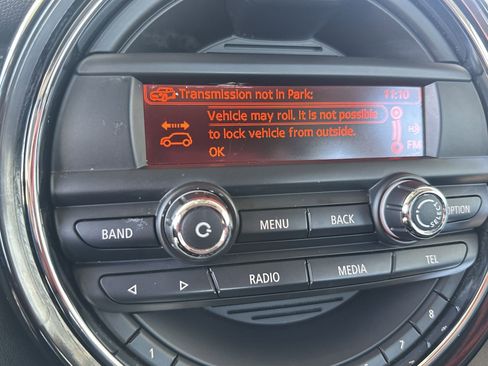 Transmission not in Park:
11:10
Vehicle may roll. It is not possible
to lock vehicle from outside.
OK
FM
BAND
MENU
BACK
SELECT
OPTION
RADIO
MEDIA
TEL
1
7
8